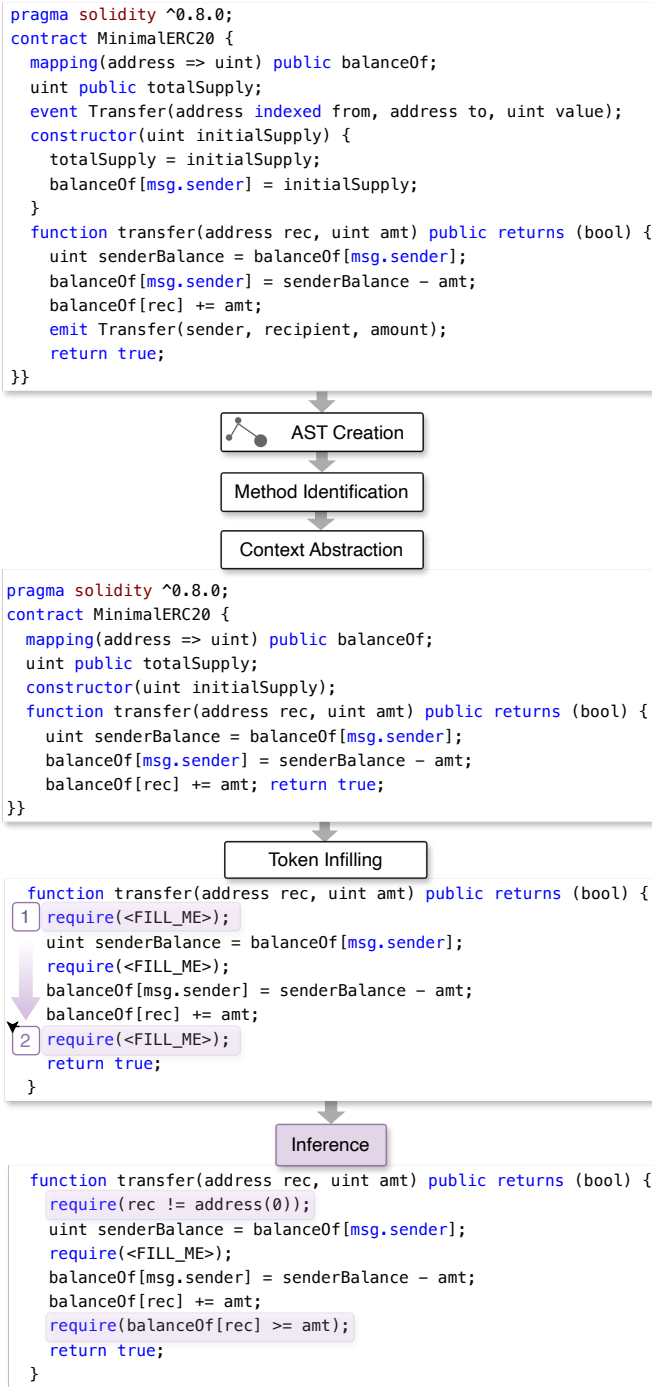 pragma solidity ^0.8.0;
contract MinimalERC20 {
  mapping(address => uint) public balanceOf;
  uint public totalSupply;
  event Transfer(address indexed from, address to, uint value);
  constructor(uint initialSupply) {
    totalSupply = initialSupply;
    balanceOf[msg.sender] = initialSupply;
  }
  function transfer(address rec, uint amt) public returns (bool) {
    uint senderBalance = balanceOf[msg.sender];
    balanceOf[msg.sender] = senderBalance − amt;
    balanceOf[rec] += amt;
    emit Transfer(sender, recipient, amount);
    return true;
}}
AST Creation
Method Identification
Context Abstraction
pragma solidity ^0.8.0;
contract MinimalERC20 {
  mapping(address => uint) public balanceOf;
  uint public totalSupply;
  constructor(uint initialSupply);
  function transfer(address rec, uint amt) public returns (bool) {
    uint senderBalance = balanceOf[msg.sender];
    balanceOf[msg.sender] = senderBalance − amt;
    balanceOf[rec] += amt; return true;
}}
Token Infilling
function transfer(address rec, uint amt) public returns (bool) {
1 require(<FILL_ME>);
  uint senderBalance = balanceOf[msg.sender];
  require(<FILL_ME>);
  balanceOf[msg.sender] = senderBalance − amt;
  balanceOf[rec] += amt;
2 require(<FILL_ME>);
  return true;
}
Inference
function transfer(address rec, uint amt) public returns (bool) {
  require(rec != address(0));
  uint senderBalance = balanceOf[msg.sender];
  require(<FILL_ME>);
  balanceOf[msg.sender] = senderBalance − amt;
  balanceOf[rec] += amt;
  require(balanceOf[rec] >= amt);
  return true;
}